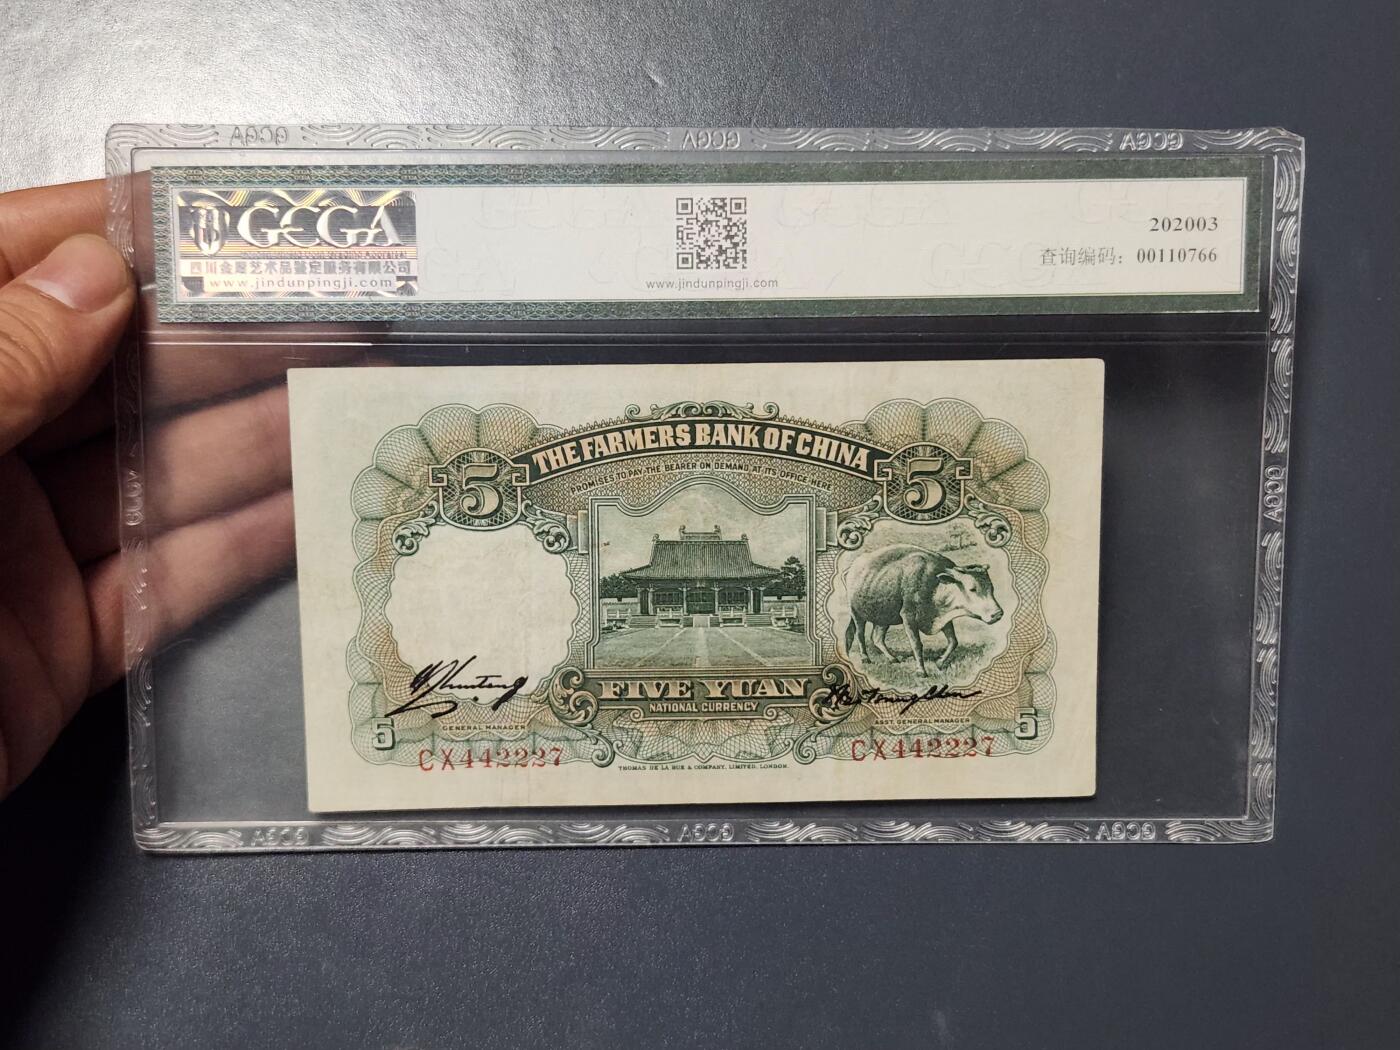 GCGA
GCGA
四川金盾艺术品鉴定服务有限公司
www.jindunpingji.com
www.jindunpingji.com
202003
查询编码：00110766
THE FARMERS BANK OF CHINA
PROMISES TO PAY THE BEARER ON DEMAND AT ITS OFFICE HERE
5
5
FIVE YUAN
NATIONAL CURRENCY
GENERAL MANAGER
ASST. GENERAL MANAGER
5
5
CX442227
CX442227
THOMAS DE LA RUE & COMPANY, LIMITED, LONDON.